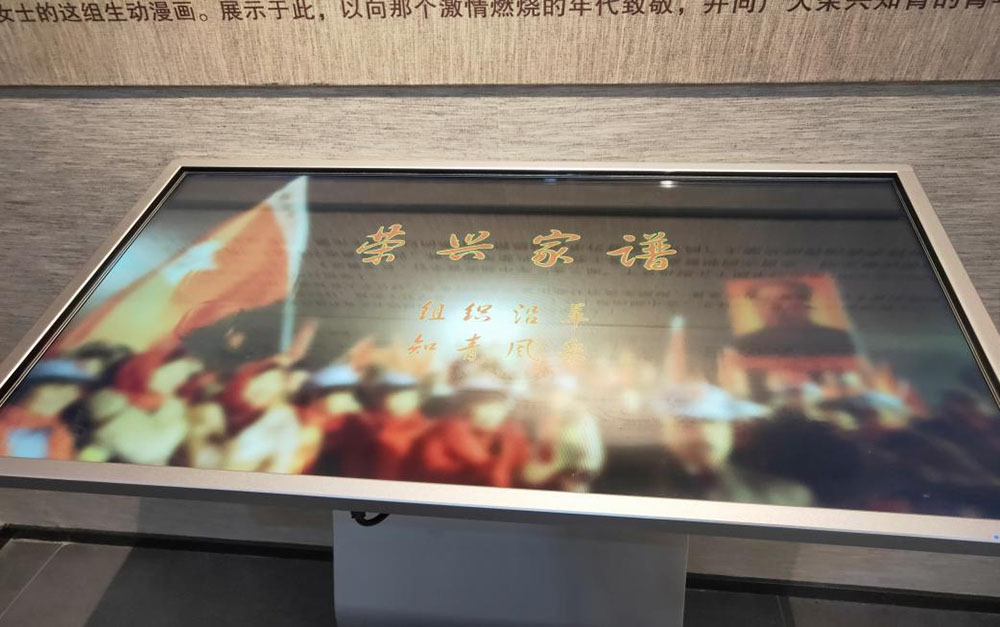 女士的这组生动漫画。展示于此，以向那个激情燃烧的年代致敬，并向广大荣兴知青的青
荣兴家谱
组织沿革
知青风采